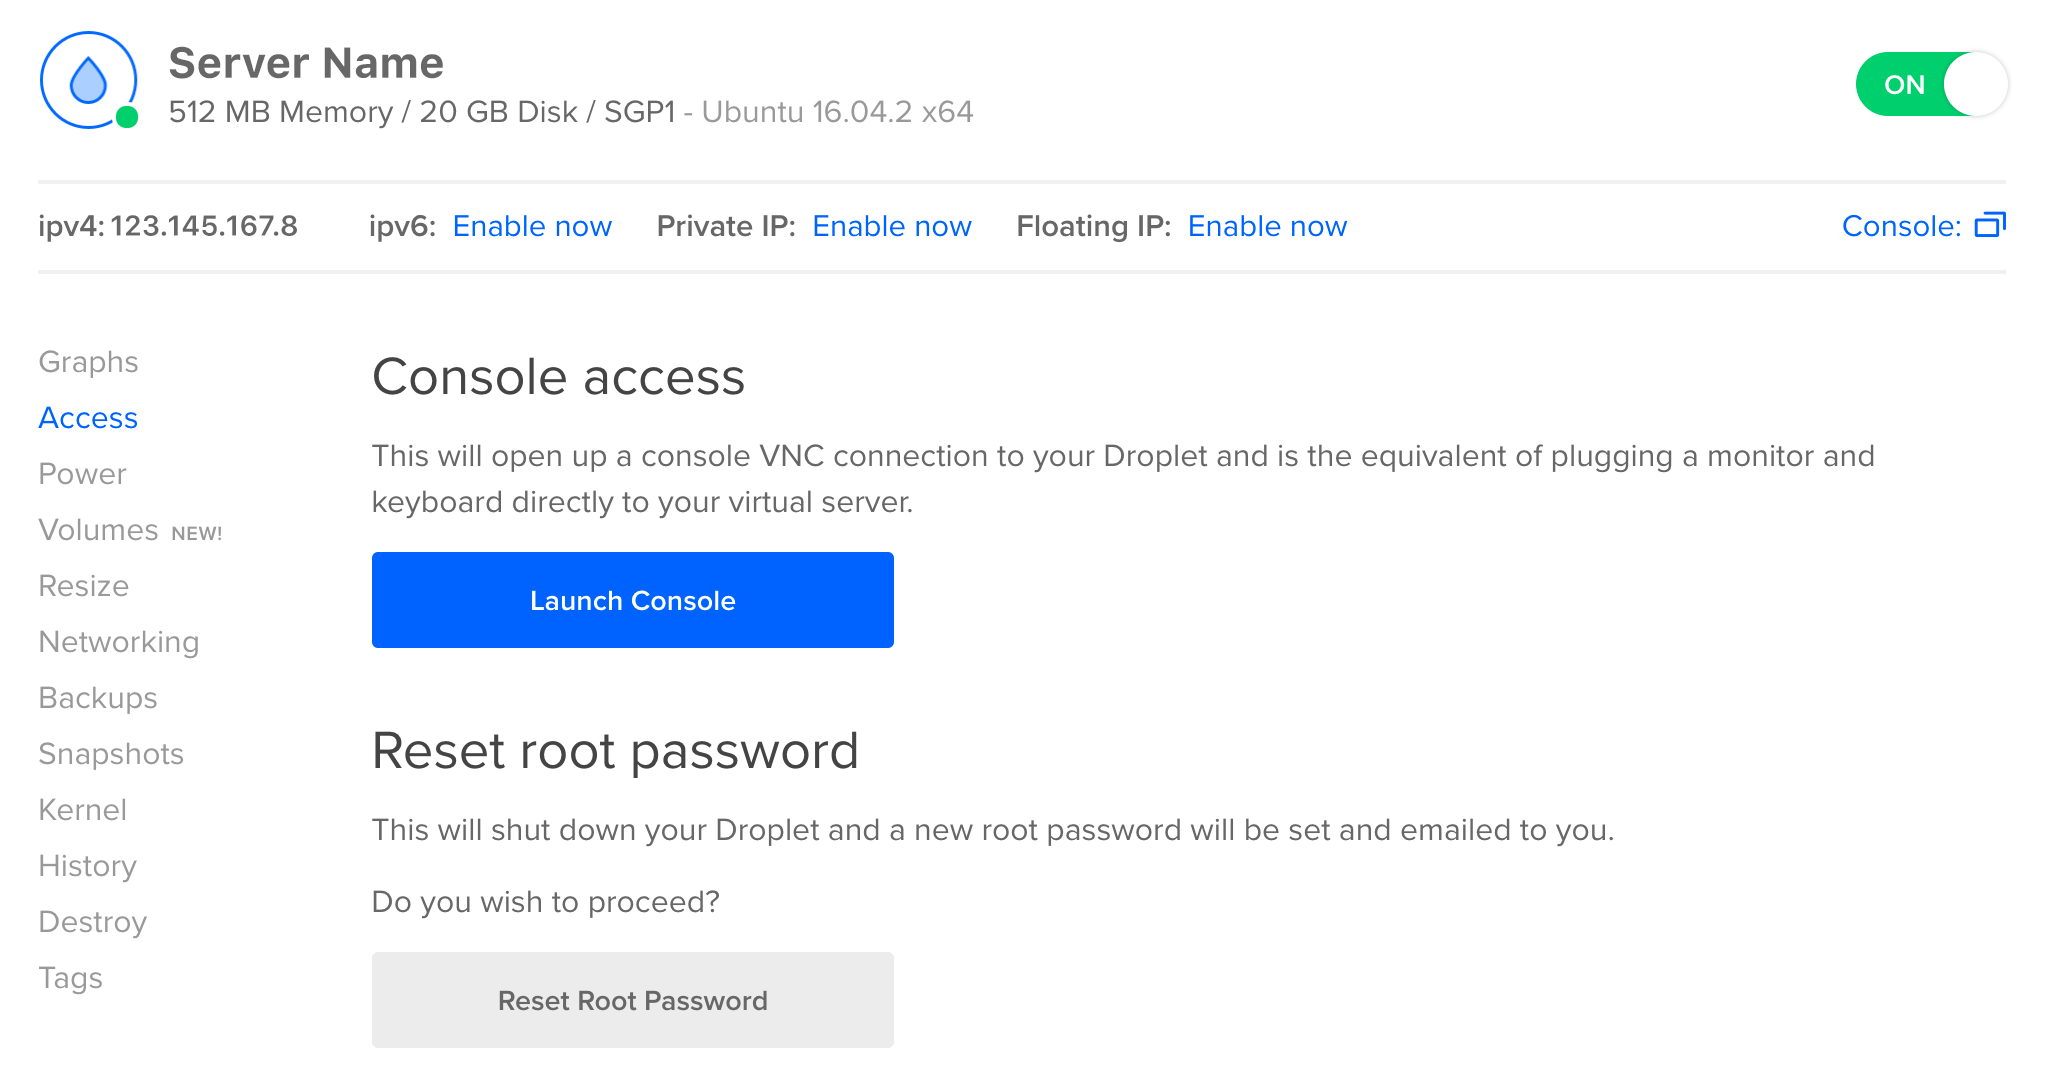 Server Name
512 MB Memory / 20 GB Disk / SGP1 - Ubuntu 16.04.2 x64
ON
ipv4: 123.145.167.8 ipv6: Enable now Private IP: Enable now Floating IP: Enable now Console:
Graphs
Access
Power
Volumes NEW!
Resize
Networking
Backups
Snapshots
Kernel
History
Destroy
Tags
Console access
This will open up a console VNC connection to your Droplet and is the equivalent of plugging a monitor and
keyboard directly to your virtual server.
Launch Console
Reset root password
This will shut down your Droplet and a new root password will be set and emailed to you.
Do you wish to proceed?
Reset Root Password